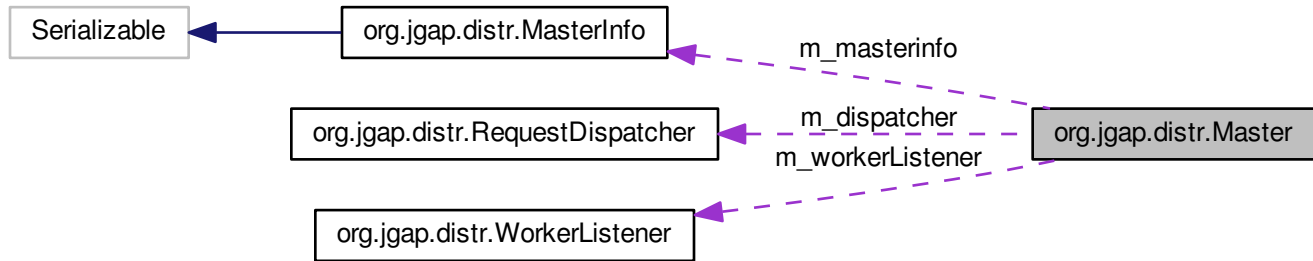 Serializable
org.jgap.distr.MasterInfo
m_masterinfo
org.jgap.distr.RequestDispatcher
m_dispatcher
org.jgap.distr.Master
m_workerListener
org.jgap.distr.WorkerListener